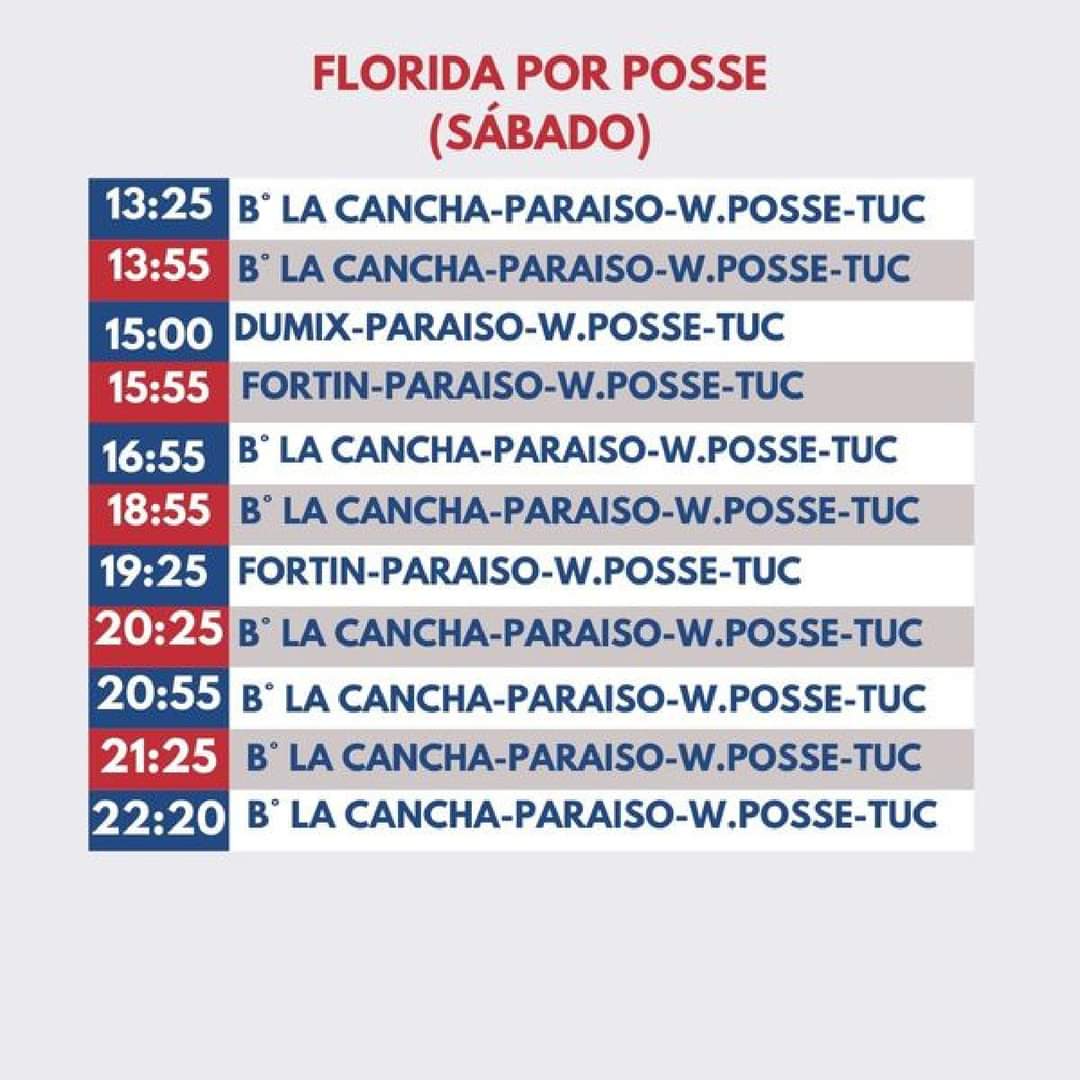 FLORIDA POR POSSE
(SÁBADO)
13:25 B° LA CANCHA-PARAISO-W.POSSE-TUC
13:55 B° LA CANCHA-PARAISO-W.POSSE-TUC
15:00 DUMIX-PARAISO-W.POSSE-TUC
15:55 FORTIN-PARAISO-W.POSSE-TUC
16:55 B° LA CANCHA-PARAISO-W.POSSE-TUC
18:55 B° LA CANCHA-PARAISO-W.POSSE-TUC
19:25 FORTIN-PARAISO-W.POSSE-TUC
20:25 B° LA CANCHA-PARAISO-W.POSSE-TUC
20:55 B° LA CANCHA-PARAISO-W.POSSE-TUC
21:25 B° LA CANCHA-PARAISO-W.POSSE-TUC
22:20 B° LA CANCHA-PARAISO-W.POSSE-TUC